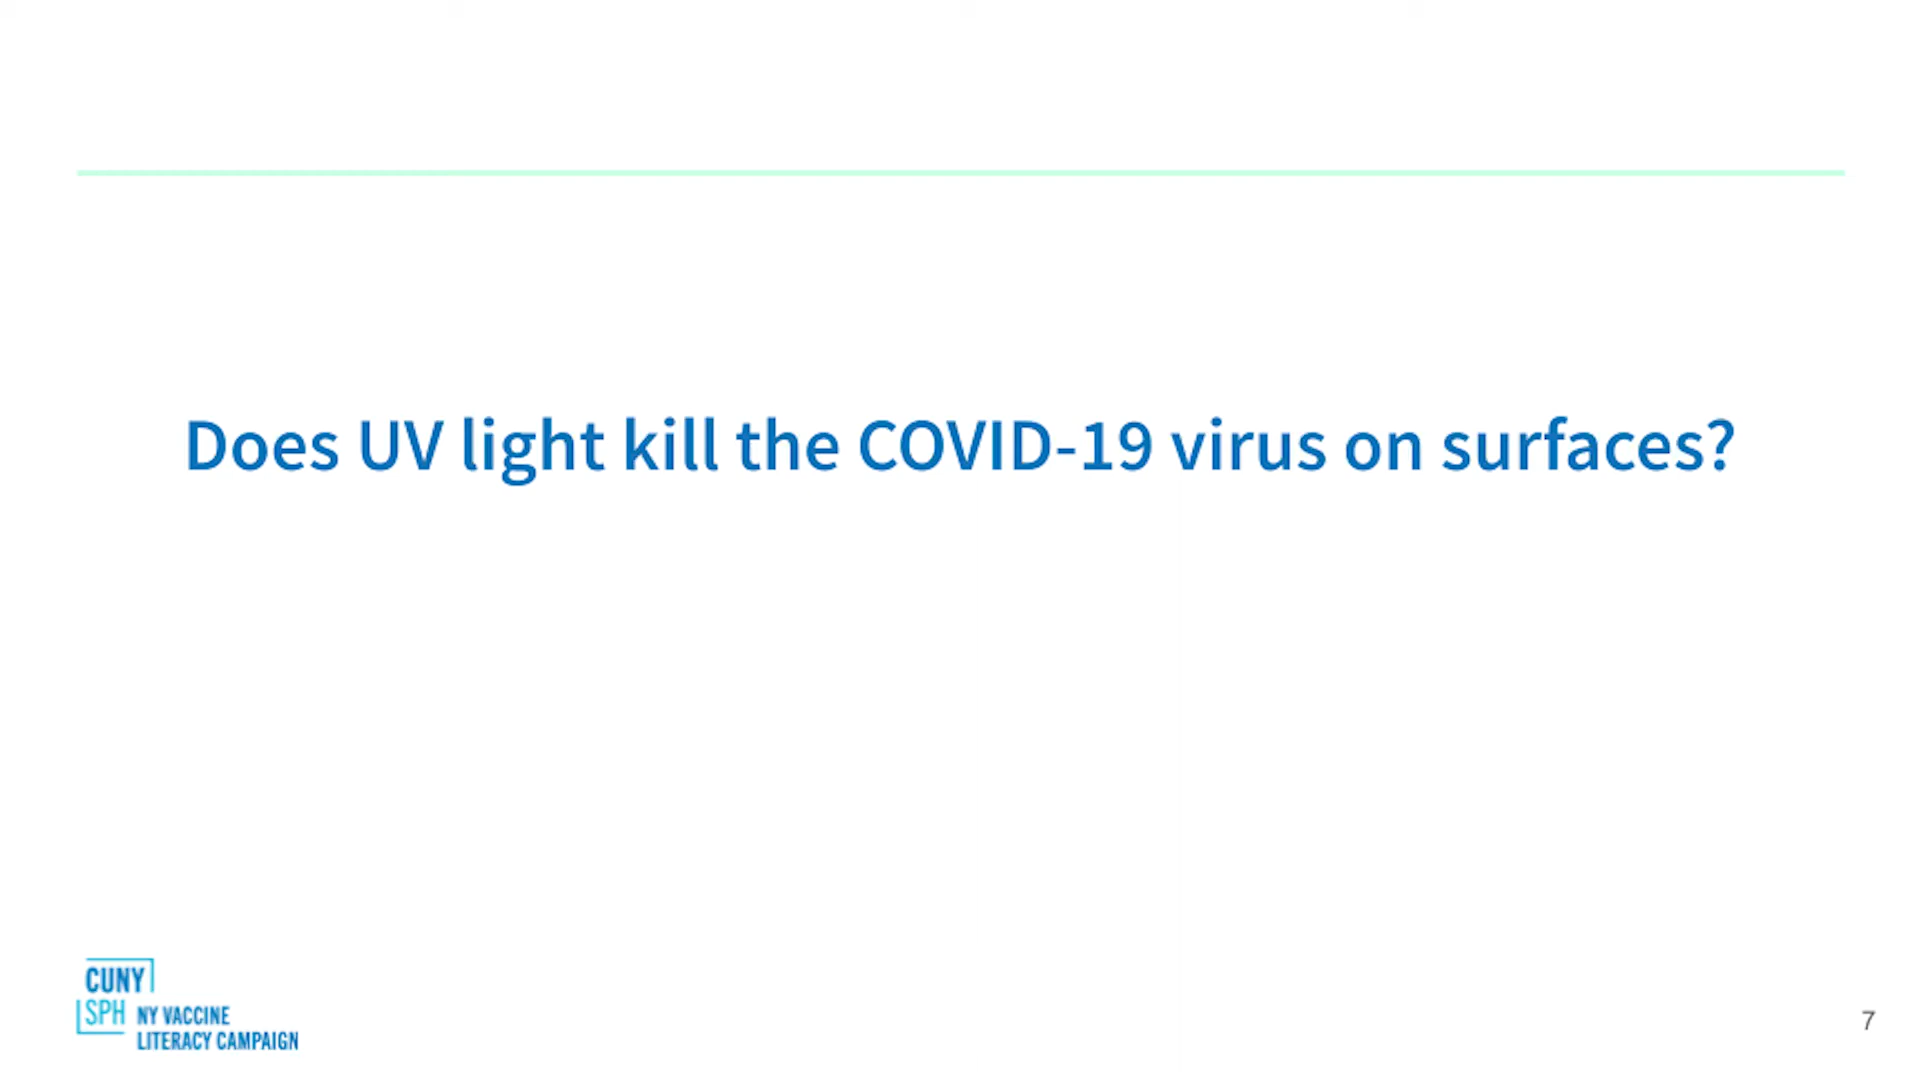 Does UV light kill the COVID-19 virus on surfaces?
CUNY
SPH
NY VACCINE
LITERACY CAMPAIGN
7